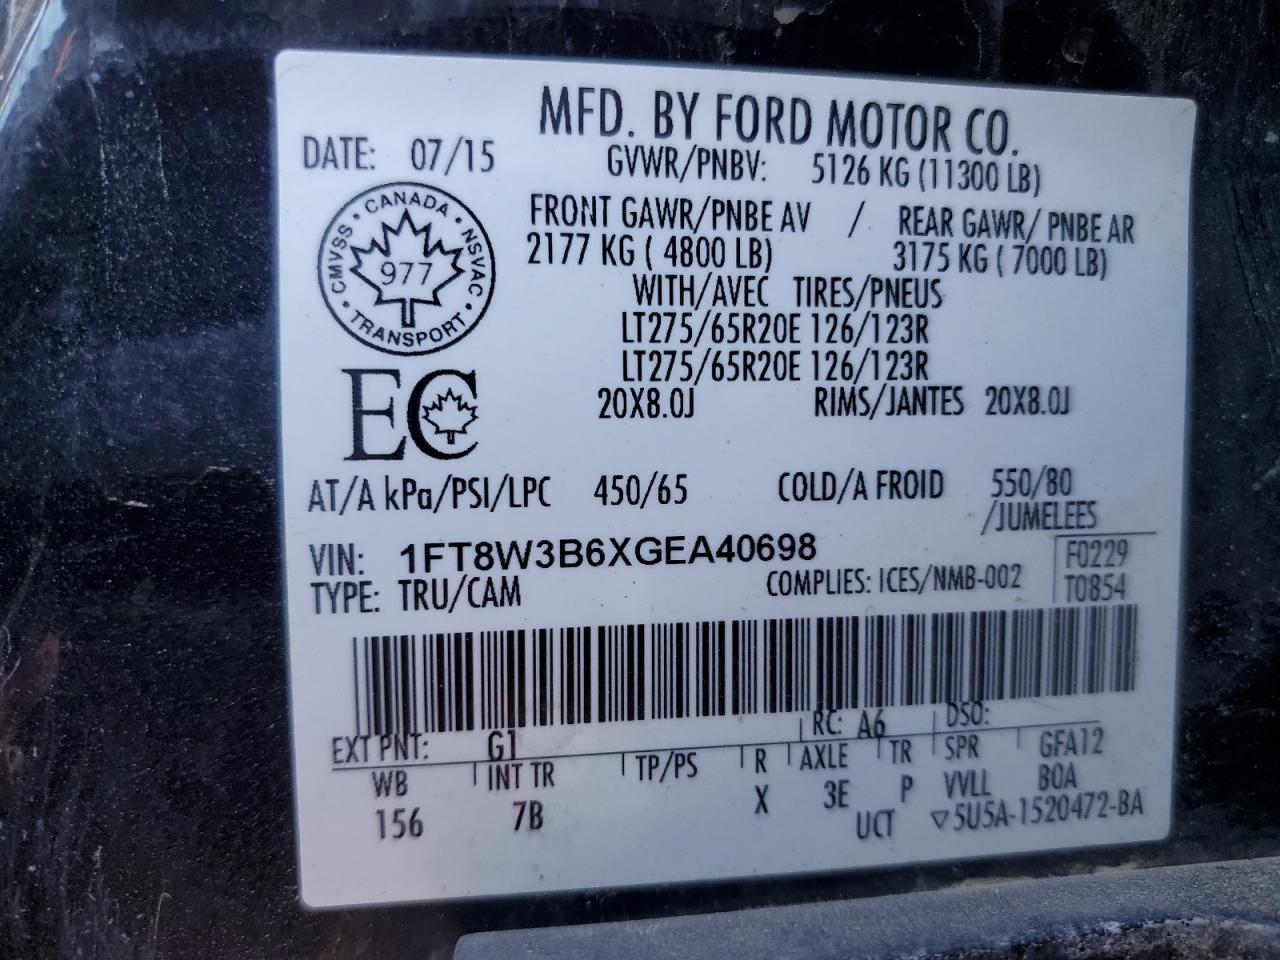 MFD. BY FORD MOTOR CO.
DATE: 07/15 GVWR/PNBV: 5126 KG (11300 LB)
CANADA
CMVSS NSVAC
977
TRANSPORT
FRONT GAWR/PNBE AV / REAR GAWR/ PNBE AR
2177 KG ( 4800 LB) 3175 KG ( 7000 LB)
WITH/AVEC TIRES/PNEUS
LT275/65R20E 126/123R
LT275/65R20E 126/123R
20X8.0J RIMS/JANTES 20X8.0J
EC
AT/A kPa/PSI/LPC 450/65 COLD/A FROID 550/80
/JUMELEES
VIN: 1FT8W3B6XGEA40698 F0229
TYPE: TRU/CAM COMPLIES: ICES/NMB-002 T0854
EXT PNT: G1 RC: A6 DSO:
WB INT TR TP/PS R AXLE TR SPR GFA12
156 7B X 3E P VVLL B0A
UCT ▽5U5A-1520472-BA